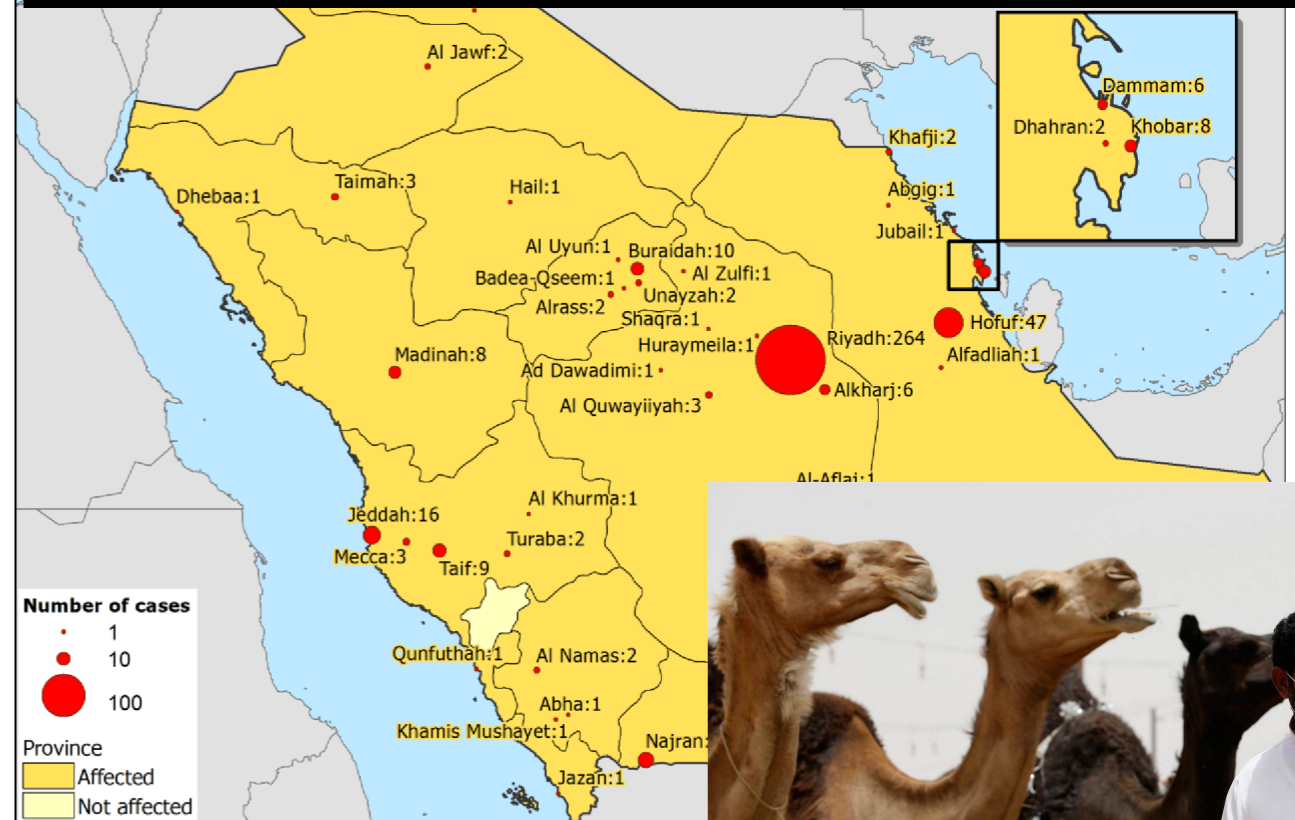 Al Jawf:2
Dammam:6
Dhahran:2
Khobar:8
Khafji:2
Taimah:3
Hail:1
Abgig:1
Dhebaa:1
Jubail:1
Al Uyun:1
Buraidah:10
Al Zulfi:1
Badea-Qseem:1
Unayzah:2
Alrass:2
Shaqra:1
Hofuf:47
Huraymeila:1
Riyadh:264
Madinah:8
Alfadliah:1
Ad Dawadimi:1
Alkharj:6
Al Quwayiiyah:3
Al-Aflaj:1
Al Khurma:1
Jeddah:16
Turaba:2
Mecca:3
Taif:9
Number of cases
1
10
100
Qunfuthah:1
Al Namas:2
Abha:1
Khamis Mushayet:1
Najran:
Province
Affected
Not affected
Jazan:1